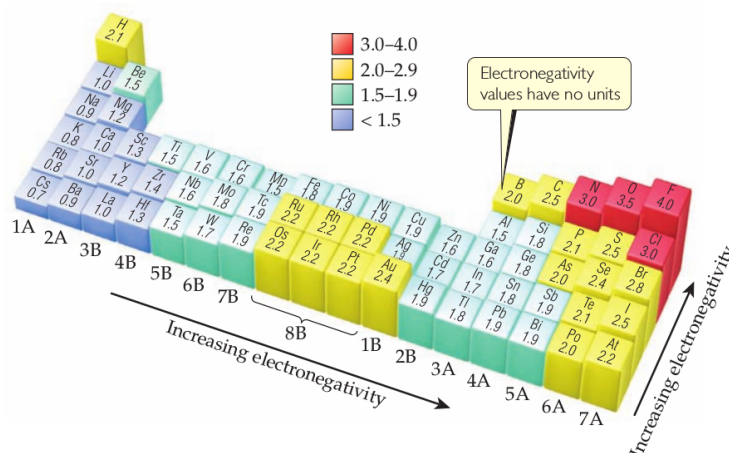 H
2.1
3.0–4.0
2.0–2.9
1.5–1.9
< 1.5
Electronegativity
values have no units
Li
1.0
Be
1.5
Na
0.9
Mg
1.2
K
0.8
Ca
1.0
Sc
1.3
Ti
1.5
V
1.6
Cr
1.6
Mn
1.5
Fe
1.8
Co
1.9
Ni
1.9
Cu
1.9
Zn
1.6
Ga
1.6
Ge
1.8
As
2.0
Se
2.4
Br
2.8
B
2.0
C
2.5
N
3.0
O
3.5
F
4.0
Al
1.5
Si
1.8
P
2.1
S
2.5
Cl
3.0
Rb
0.8
Sr
1.0
Y
1.2
Zr
1.4
Nb
1.6
Mo
1.8
Tc
1.9
Ru
2.2
Rh
2.2
Pd
2.2
Ag
Cd
1.7
In
1.7
Sn
1.8
Sb
1.9
Te
2.1
I
2.5
Cs
0.7
Ba
0.9
La
1.0
Hf
1.3
Ta
1.5
W
1.7
Re
1.9
Os
2.2
Ir
2.2
Pt
2.2
Au
2.4
Hg
1.9
Tl
1.8
Pb
1.9
Bi
1.9
Po
2.0
At
2.2
1A
2A
3B
4B
5B
6B
7B
8B
1B
2B
3A
4A
5A
6A
7A
Increasing electronegativity
Increasing electronegativity